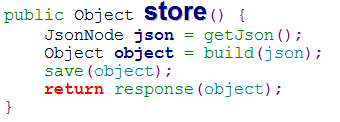 public Object store() {
    JsonNode json = getJson();
    Object object = build(json);
    save(object);
    return response(object);
}